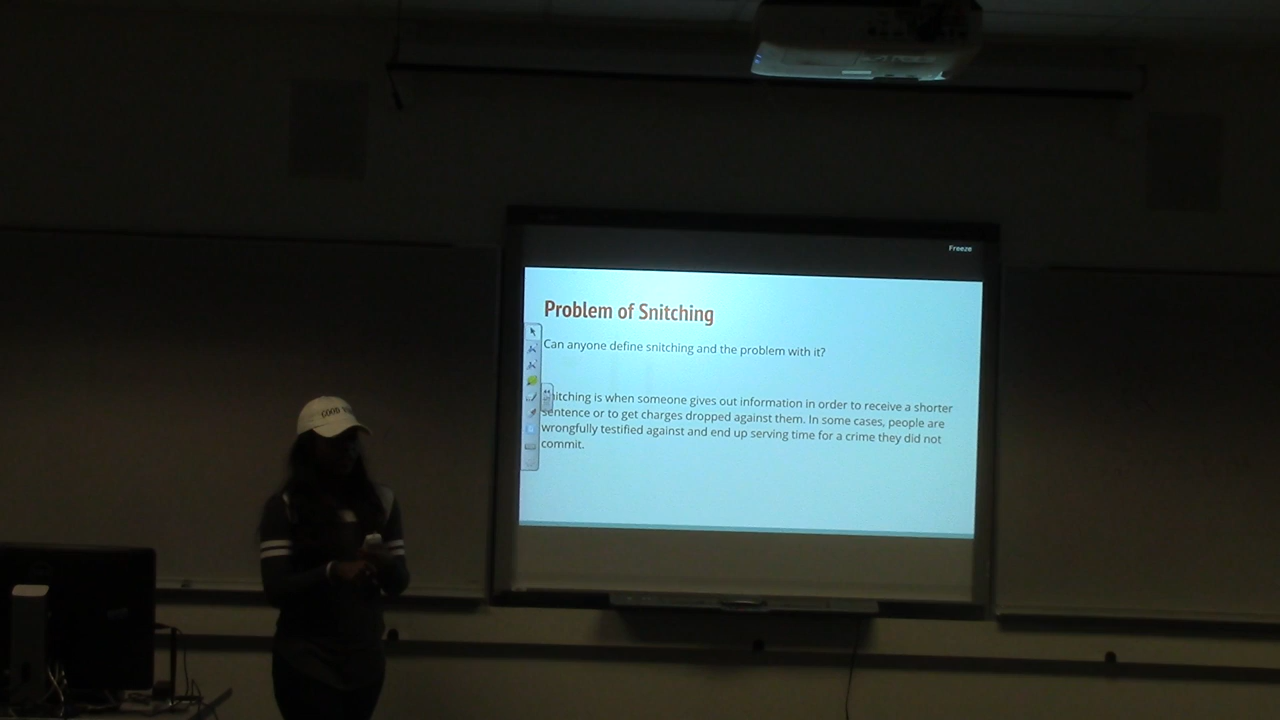 Freeze
Problem of Snitching
Can anyone define snitching and the problem with it?
nitching is when someone gives out information in order to receive a shorter
sentence or to get charges dropped against them. In some cases, people are
wrongfully testified against and end up serving time for a crime they did not
commit.
GOOD